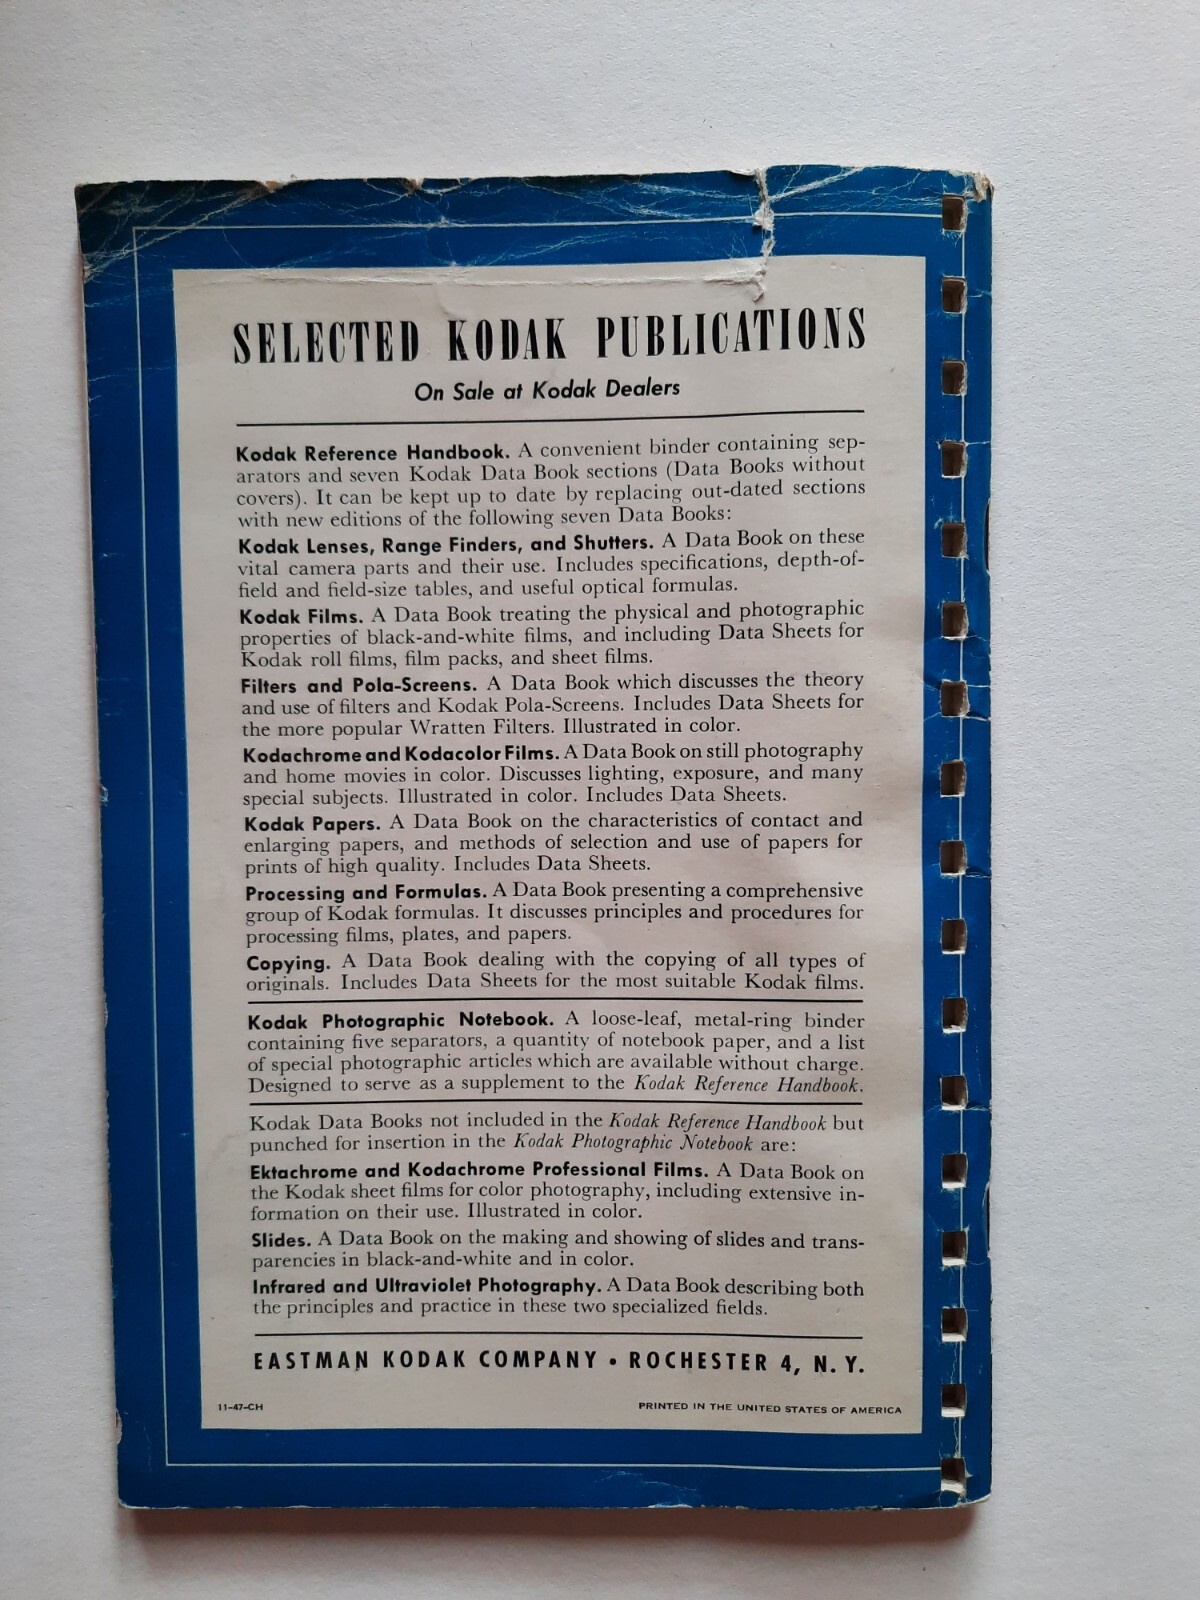 SELECTED KODAK PUBLICATIONS
On Sale at Kodak Dealers
Kodak Reference Handbook. A convenient binder containing sep-
arators and seven Kodak Data Book sections (Data Books without
covers). It can be kept up to date by replacing out-dated sections
with new editions of the following seven Data Books:
Kodak Lenses, Range Finders, and Shutters. A Data Book on these
vital camera parts and their use. Includes specifications, depth-of-
field and field-size tables, and useful optical formulas.
Kodak Films. A Data Book treating the physical and photographic
properties of black-and-white films, and including Data Sheets for
Kodak roll films, film packs, and sheet films.
Filters and Pola-Screens. A Data Book which discusses the theory
and use of filters and Kodak Pola-Screens. Includes Data Sheets for
the more popular Wratten Filters. Illustrated in color.
Kodachrome and Kodacolor Films. A Data Book on still photography
and home movies in color. Discusses lighting, exposure, and many
special subjects. Illustrated in color. Includes Data Sheets.
Kodak Papers. A Data Book on the characteristics of contact and
enlarging papers, and methods of selection and use of papers for
prints of high quality. Includes Data Sheets.
Processing and Formulas. A Data Book presenting a comprehensive
group of Kodak formulas. It discusses principles and procedures for
processing films, plates, and papers.
Copying. A Data Book dealing with the copying of all types of
originals. Includes Data Sheets for the most suitable Kodak films.
Kodak Photographic Notebook. A loose-leaf, metal-ring binder
containing five separators, a quantity of notebook paper, and a list
of special photographic articles which are available without charge.
Designed to serve as a supplement to the Kodak Reference Handbook.
Kodak Data Books not included in the Kodak Reference Handbook but
punched for insertion in the Kodak Photographic Notebook are:
Ektachrome and Kodachrome Professional Films. A Data Book on
the Kodak sheet films for color photography, including extensive in-
formation on their use. Illustrated in color.
Slides. A Data Book on the making and showing of slides and trans-
parencies in black-and-white and in color.
Infrared and Ultraviolet Photography. A Data Book describing both
the principles and practice in these two specialized fields.
EASTMAN KODAK COMPANY • ROCHESTER 4, N. Y.
11-47-CH PRINTED IN THE UNITED STATES OF AMERICA